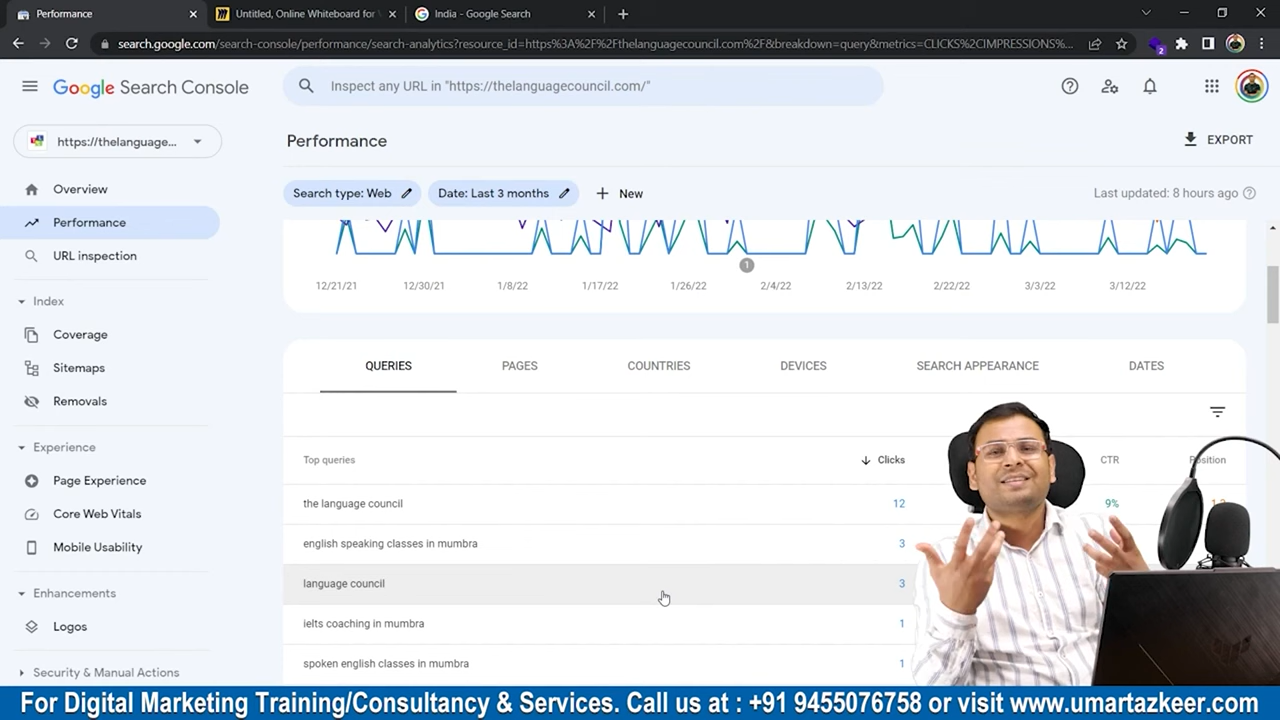 Performance
Untitled, Online Whiteboard for
India - Google Search
search.google.com/search-console/performance/search-analytics?resource_id=https%3A%2F%2Fthelanguagecouncil.com%2F&breakdown=query&metrics=CLICKS%2CIMPRESSIONS%...
2
Google Search Console
Inspect any URL in "https://thelanguagecouncil.com/"
https://thelanguage...
Performance
EXPORT
Search type: Web
Date: Last 3 months
New
Last updated: 8 hours ago
Overview
Performance
URL inspection
Index
Coverage
Sitemaps
Removals
Experience
Page Experience
Core Web Vitals
Mobile Usability
Enhancements
Logos
Security & Manual Actions
1
12/21/21 12/30/21 1/8/22 1/17/22 1/26/22 2/4/22 2/13/22 2/22/22 3/3/22 3/12/22
QUERIES PAGES COUNTRIES DEVICES SEARCH APPEARANCE DATES
Top queries Clicks CTR Position
the language council 12 9%
english speaking classes in mumbra 3
language council 3
ielts coaching in mumbra 1
spoken english classes in mumbra 1
For Digital Marketing Training/Consultancy & Services. Call us at : +91 9455076758 or visit www.umartazkeer.com